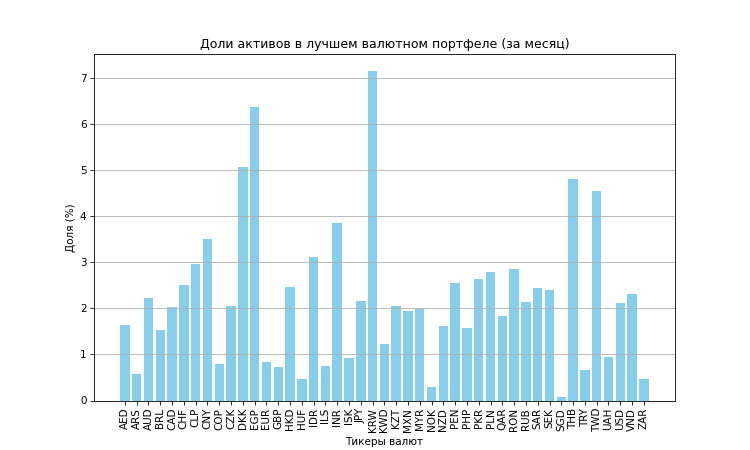 Доли активов в лучшем валютном портфеле (за месяц)
Доля (%)
7
6
5
4
3
2
1
0
AED ARS AUD BRL CAD CHF CLP CNY COP CZK DKK EGP EUR GBP HKD HUF IDR ILS INR ISK JPY KRW KWD KZT MXN MYR NOK NZD PEN PHP PKR PLN QAR RON RUB SAR SEK SGD THB TRY TWD UAH USD VND ZAR
Тикеры валют